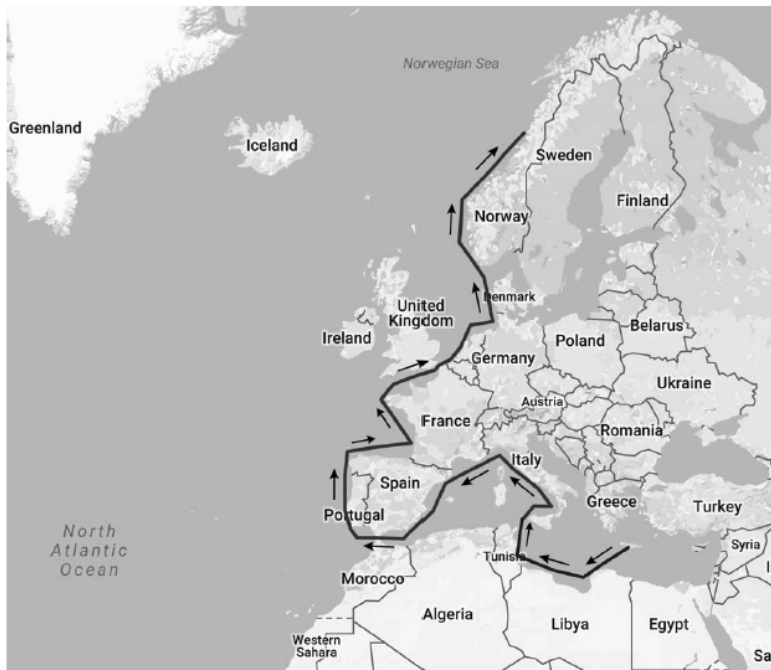 Norwegian Sea
Greenland
Iceland
Sweden
Finland
Norway
Denmark
United
Kingdom
Ireland
Belarus
Poland
Germany
Ukraine
Austria
France
Romania
Italy
Spain
Greece
Turkey
Portugal
North
Atlantic
Ocean
Syria
Tunisia
Morocco
Algeria
Libya
Egypt
Western
Sahara
Sa